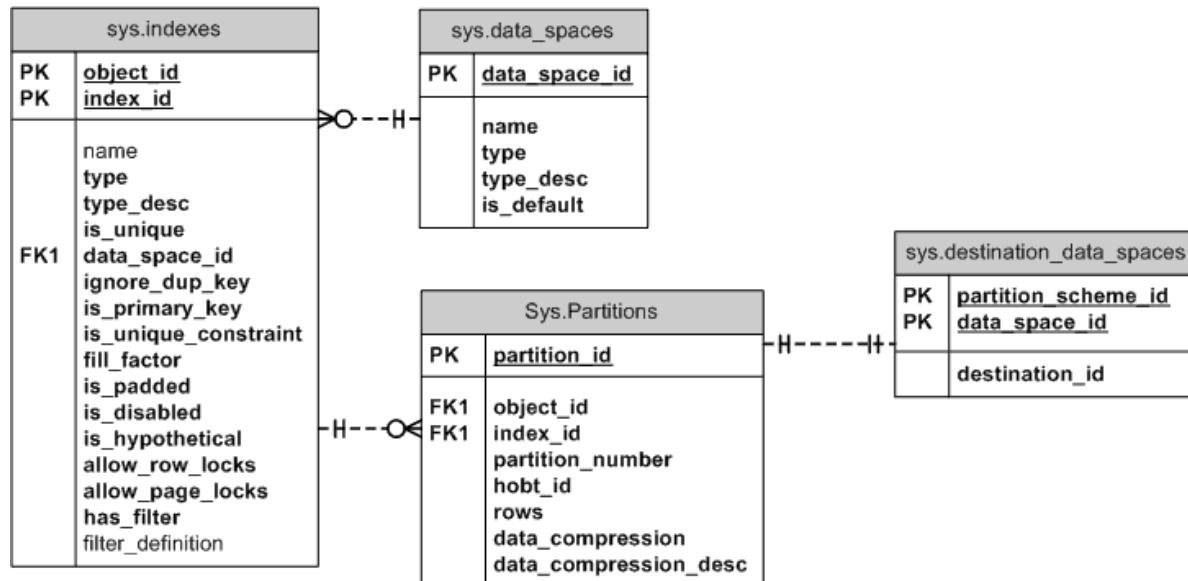 sys.indexes
PK object_id
PK index_id
name
type
type_desc
is_unique
FK1 data_space_id
ignore_dup_key
is_primary_key
is_unique_constraint
fill_factor
is_padded
is_disabled
is_hypothetical
allow_row_locks
allow_page_locks
has_filter
filter_definition
sys.data_spaces
PK data_space_id
name
type
type_desc
is_default
Sys.Partitions
PK partition_id
FK1 object_id
FK1 index_id
partition_number
hobt_id
rows
data_compression
data_compression_desc
sys.destination_data_spaces
PK partition_scheme_id
PK data_space_id
destination_id